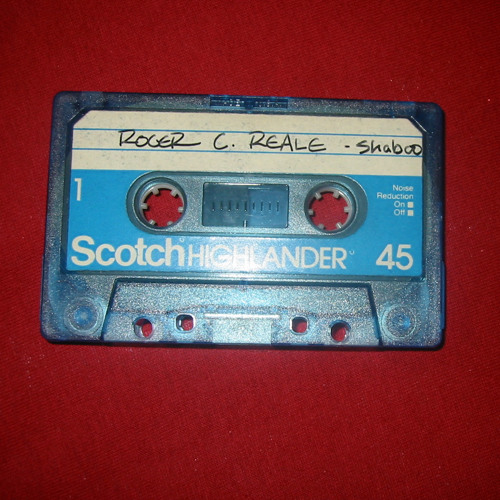 ROGER C. REALE - Shaboo
1
Noise
Reduction
On
Off
Scotch HIGHLANDER 45